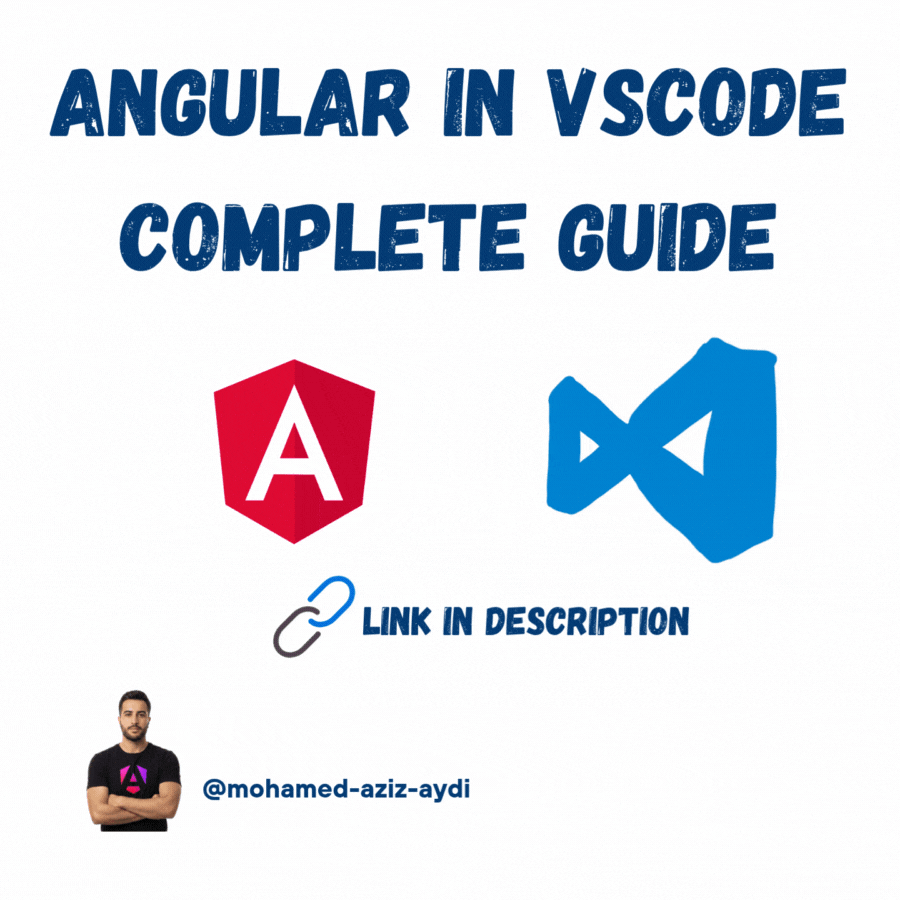 ANGULAR IN VSCODE
COMPLETE GUIDE
A
LINK IN DESCRIPTION
@mohamed-aziz-aydi